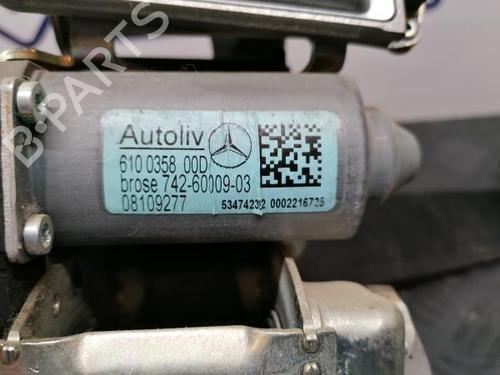 B-PARTS
Autoliv
610 0358 00D
brose 742-60009-03
08109277
53474232 0002216725